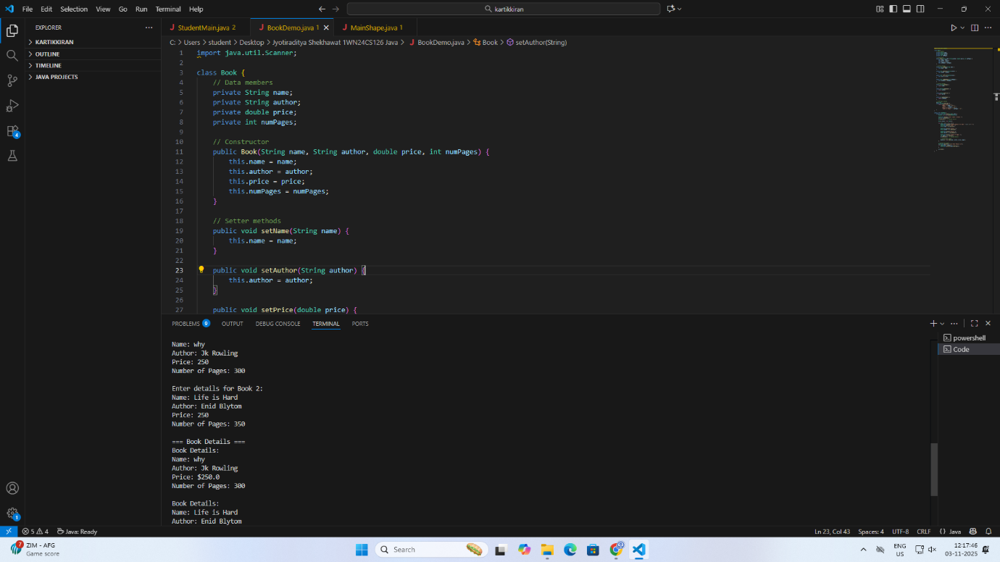 File Edit Selection View Go Run Terminal Help
kartikkiran
EXPLORER
KARTIKKIRAN
OUTLINE
TIMELINE
JAVA PROJECTS
4
1
StudentMain.java 2
BookDemo.java 1
MainShape.java 1
C: > Users > student > Desktop > Jyotiraditya Shekhawat 1WN24CS126 Java > BookDemo.java > Book > setAuthor(String)
1 import java.util.Scanner;
2
3 class Book {
4 // Data members
5 private String name;
6 private String author;
7 private double price;
8 private int numPages;
9
10 // Constructor
11 public Book(String name, String author, double price, int numPages) {
12 this.name = name;
13 this.author = author;
14 this.price = price;
15 this.numPages = numPages;
16 }
17
18 // Setter methods
19 public void setName(String name) {
20 this.name = name;
21 }
22
23 public void setAuthor(String author) {
24 this.author = author;
25 }
26
27 public void setPrice(double price) {
PROBLEMS 9 OUTPUT DEBUG CONSOLE TERMINAL PORTS
powershell
Code
Name: why
Author: Jk Rowling
Price: 250
Number of Pages: 300
Enter details for Book 2:
Name: Life is Hard
Author: Enid Blytom
Price: 250
Number of Pages: 350
=== Book Details ===
Book Details:
Name: why
Author: Jk Rowling
Price: $250.0
Number of Pages: 300
Book Details:
Name: Life is Hard
Author: Enid Blytom
5 4 Java: Ready
Ln 23, Col 43 Spaces: 4 UTF-8 CRLF {} Java
7
ZIM - AFG
Game score
Search
ENG
US
12:17:46
03-11-2025